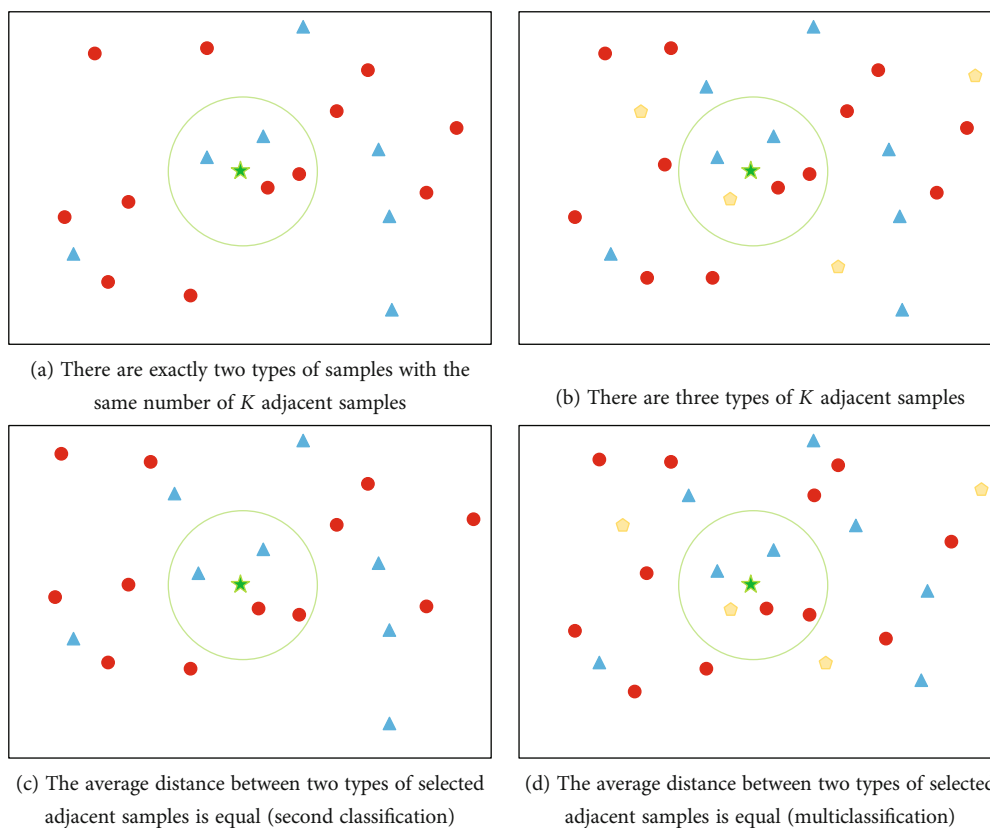 (a) There are exactly two types of samples with the
same number of K adjacent samples
(b) There are three types of K adjacent samples
(c) The average distance between two types of selected
adjacent samples is equal (second classification)
(d) The average distance between two types of selected
adjacent samples is equal (multiclassification)